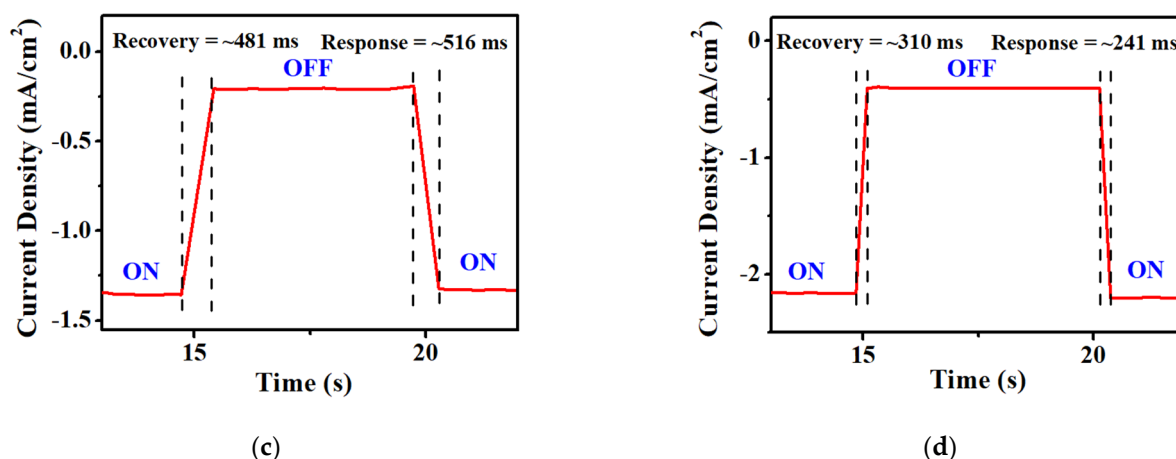 Recovery = ~481 ms Response = ~516 ms
OFF
ON
ON
0.0
-0.5
-1.0
-1.5
15
20
Current Density (mA/cm²)
Time (s)
(c)
Recovery = ~310 ms Response = ~241 ms
OFF
ON
ON
0
-1
-2
15
20
Current Density (mA/cm²)
Time (s)
(d)